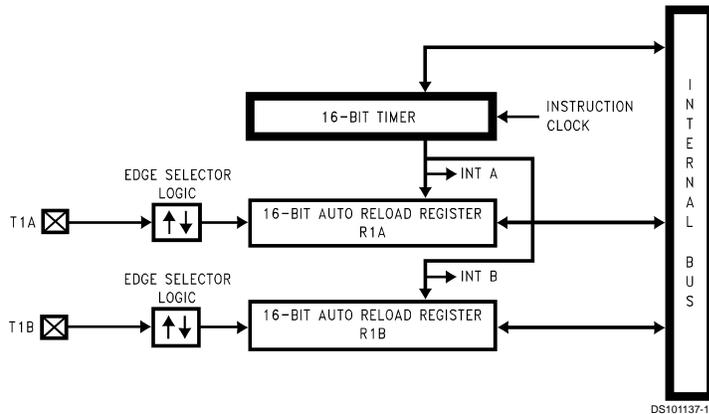 16-BIT TIMER
INSTRUCTION
CLOCK
INT A
EDGE SELECTOR
LOGIC
T1A
16-BIT AUTO RELOAD REGISTER
R1A
INT B
EDGE SELECTOR
LOGIC
T1B
16-BIT AUTO RELOAD REGISTER
R1B
INTERNAL BUS
DS101137-1